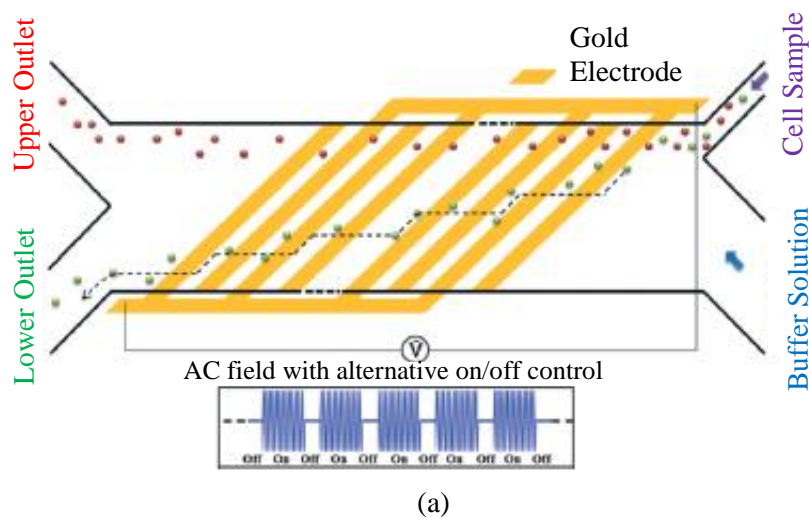 Upper Outlet
Gold
Electrode
Cell Sample
Lower Outlet
V
Buffer Solution
AC field with alternative on/off control
Off On Off On Off On Off On Off On Off
(a)